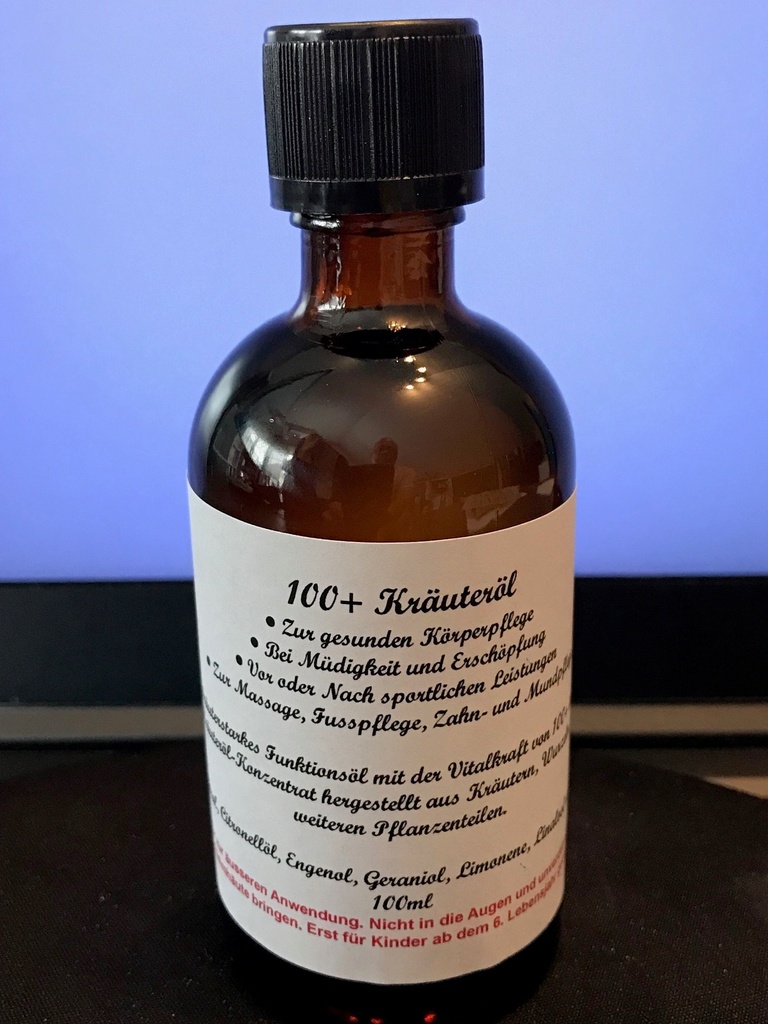 100+ Kräuteröl
• Zur gesunden Körperpflege
• Bei Müdigkeit und Erschöpfung
• Vor oder Nach sportlichen Leistungen
• Zur Massage, Fusspflege, Zahn- und
Funktionsöl mit der Vitalkraft von 100+
hergestellt aus Kräutern,
weiteren Pflanzenteilen.
Citronellöl, Engenol, Geraniol, Limonene,
100ml
äusseren Anwendung. Nicht in die Augen und
bringen. Erst für Kinder ab dem 6. Lebensjahr